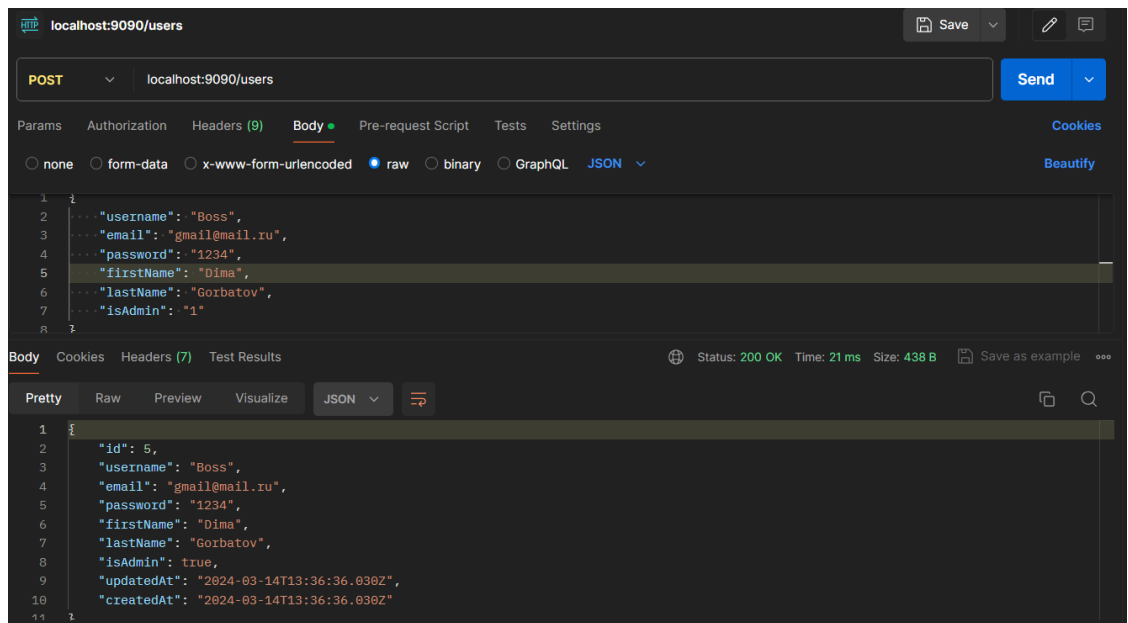 HTTP localhost:9090/users Save
POST localhost:9090/users Send
Params Authorization Headers (9) Body Pre-request Script Tests Settings Cookies
none form-data x-www-form-urlencoded raw binary GraphQL JSON Beautify
1 {
2 ····"username":·"Boss",
3 ····"email":·"gmail@mail.ru",
4 ····"password":·"1234",
5 ····"firstName":·"Dima",
6 ····"lastName":·"Gorbatov",
7 ····"isAdmin":·"1"
8 }
Body Cookies Headers (7) Test Results Status: 200 OK Time: 21 ms Size: 438 B Save as example
Pretty Raw Preview Visualize JSON
1 {
2 "id": 5,
3 "username": "Boss",
4 "email": "gmail@mail.ru",
5 "password": "1234",
6 "firstName": "Dima",
7 "lastName": "Gorbatov",
8 "isAdmin": true,
9 "updatedAt": "2024-03-14T13:36:36.030Z",
10 "createdAt": "2024-03-14T13:36:36.030Z"
11 }